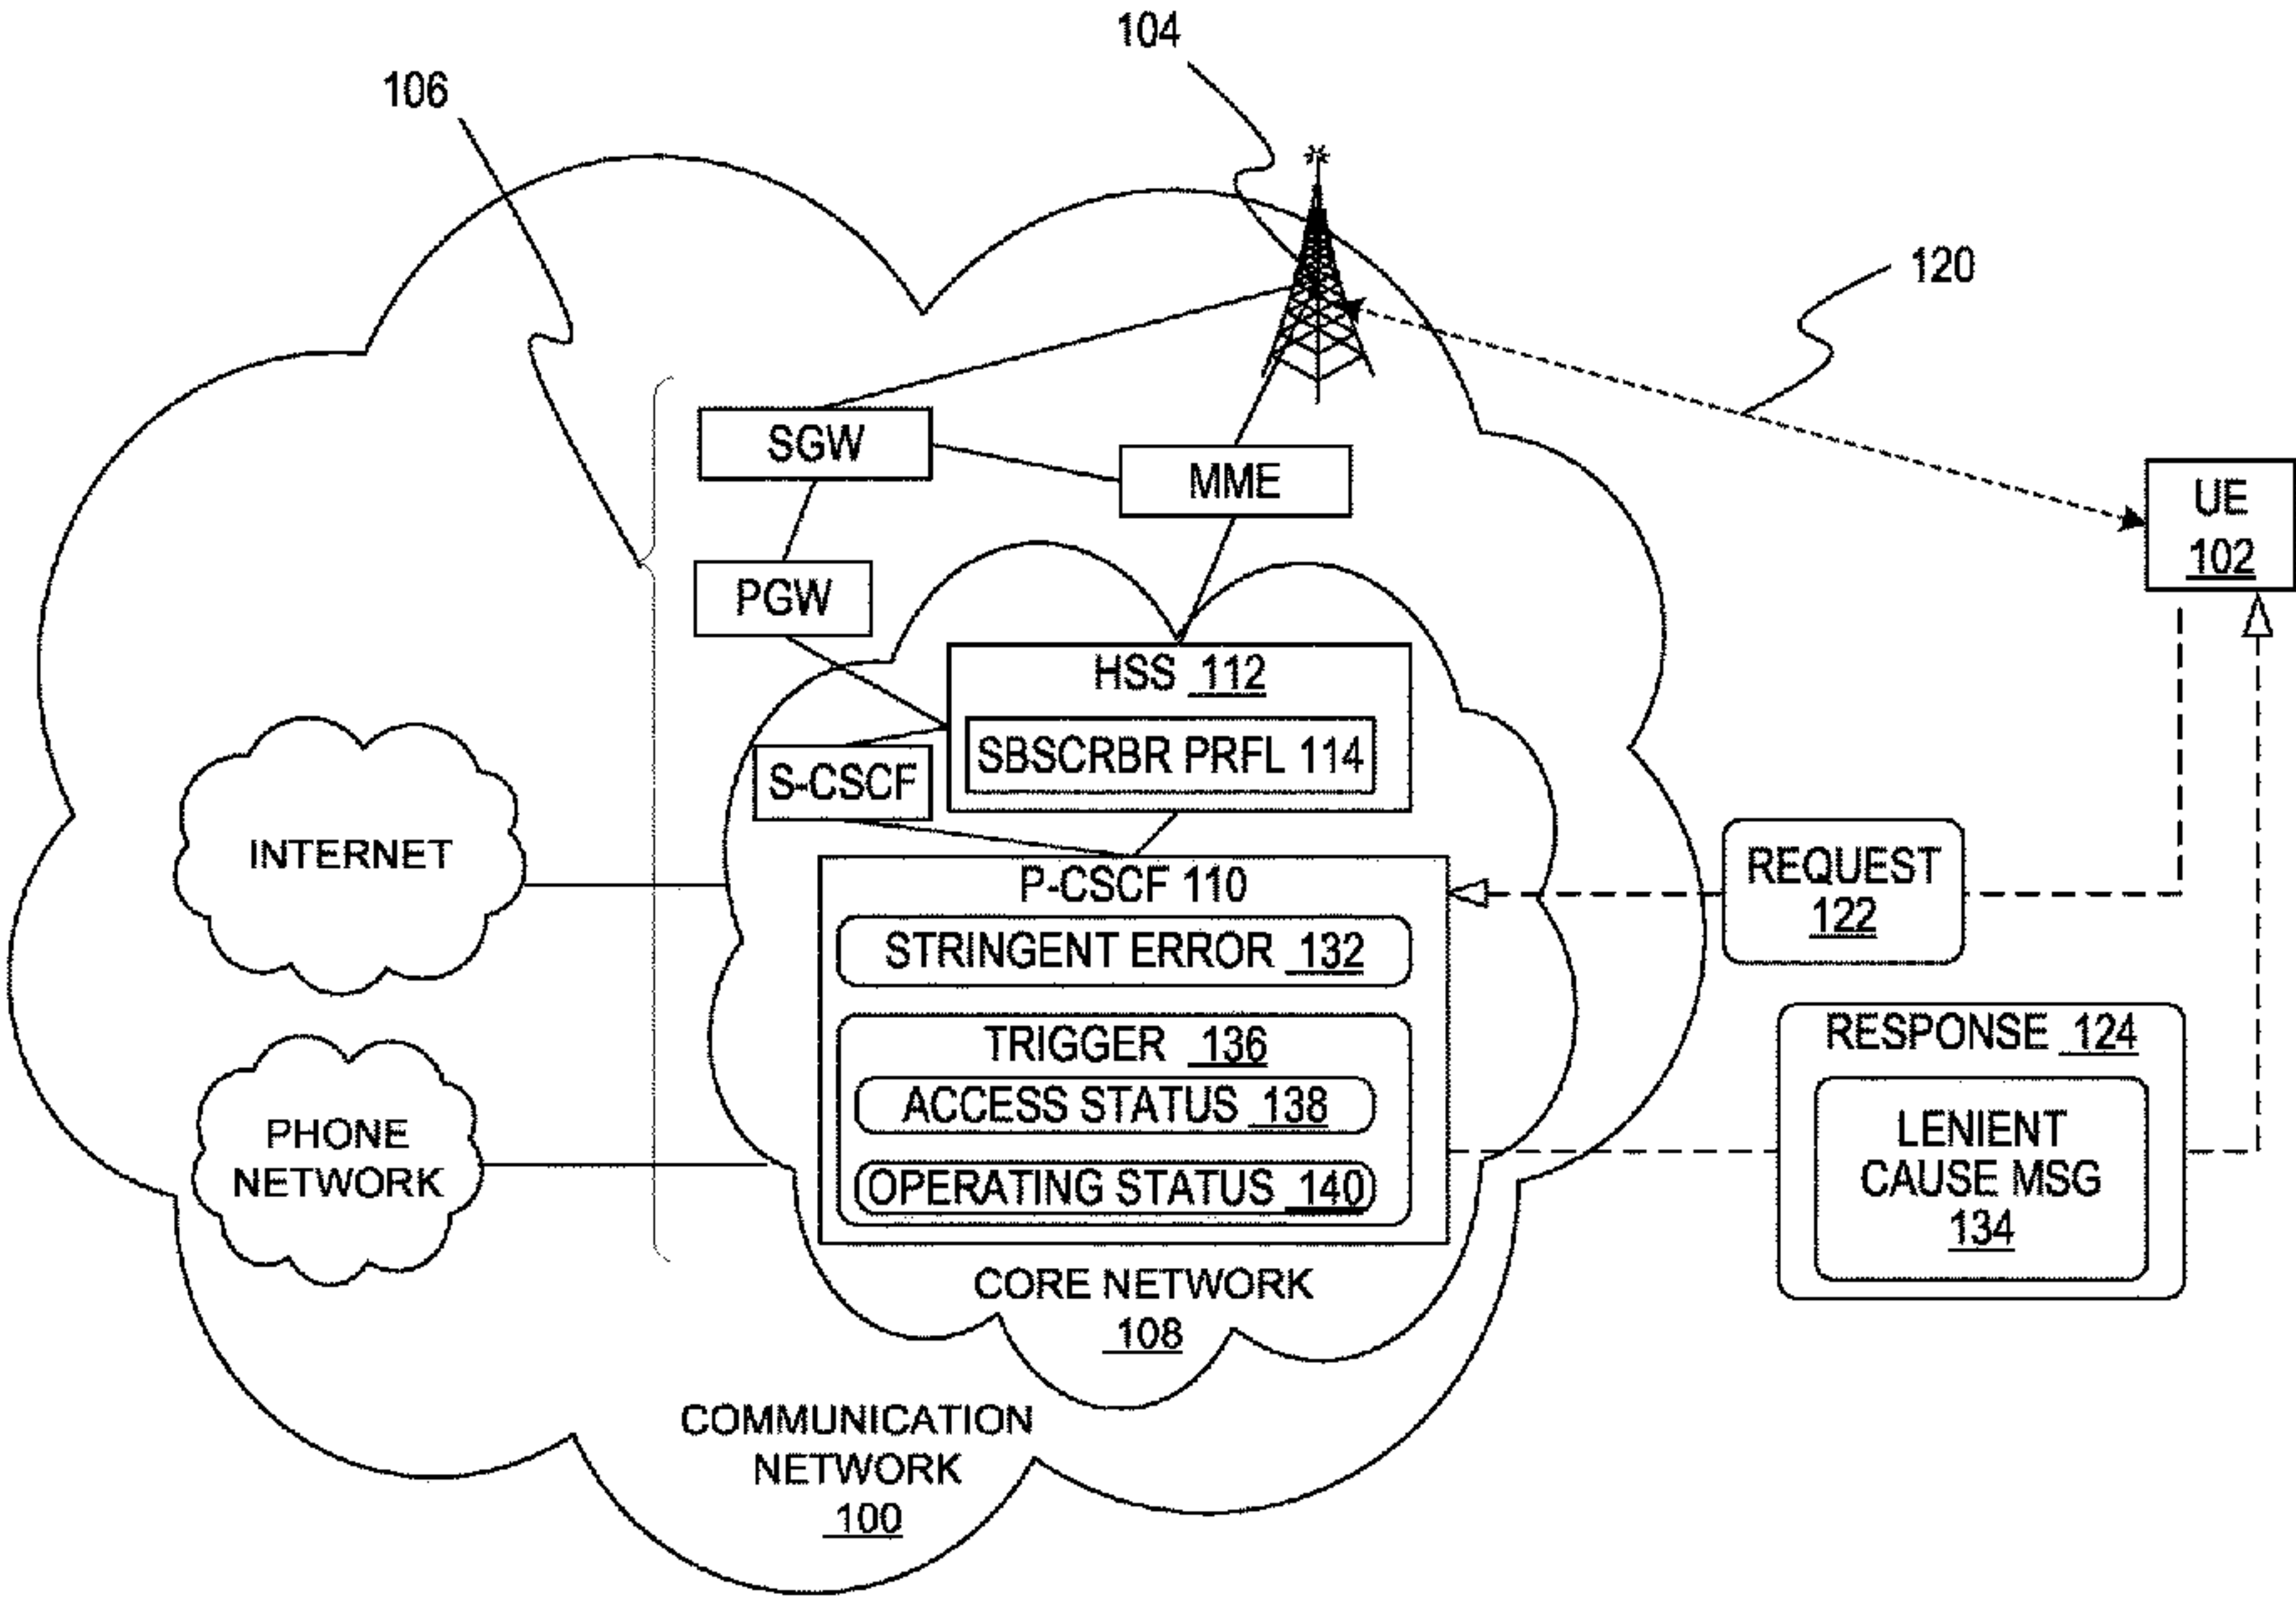 104
106
120
SGW
MME
UE
102
PGW
HSS 112
SBSCRBR PRFL 114
S-CSCF
INTERNET
P-CSCF 110
REQUEST
122
STRINGENT ERROR 132
TRIGGER 136
RESPONSE 124
ACCESS STATUS 138
LENIENT
CAUSE MSG
134
PHONE
NETWORK
OPERATING STATUS 140
CORE NETWORK
108
COMMUNICATION
NETWORK
100